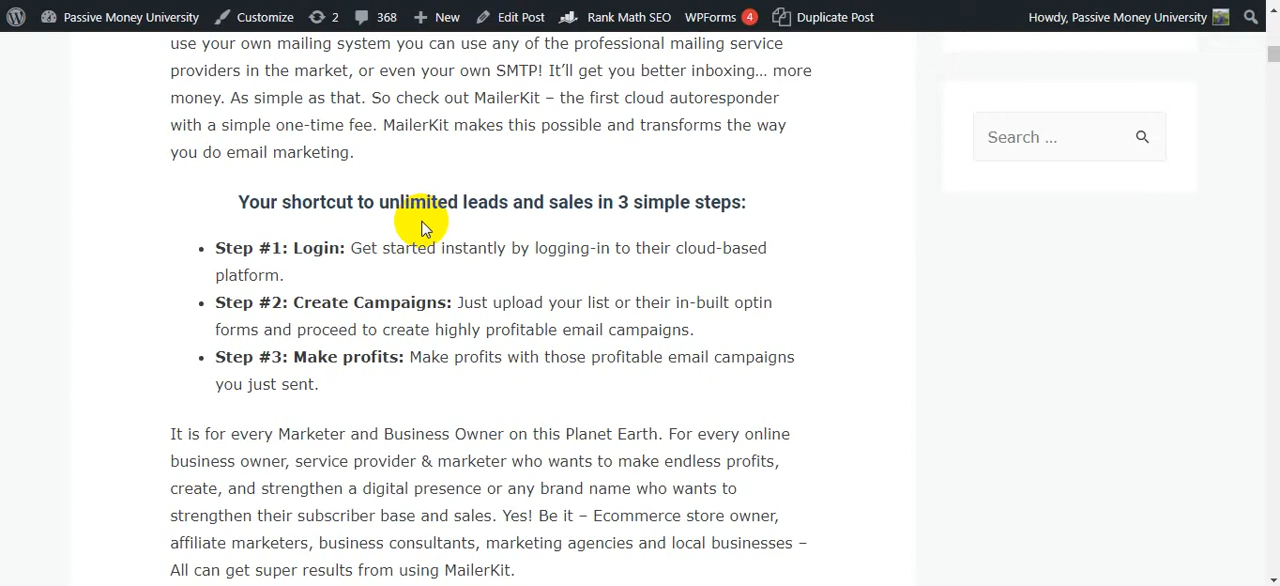 Passive Money University Customize 2 368 New Edit Post Rank Math SEO WPForms 4 Duplicate Post Howdy, Passive Money University
use your own mailing system you can use any of the professional mailing service
providers in the market, or even your own SMTP! It’ll get you better inboxing… more
money. As simple as that. So check out MailerKit – the first cloud autoresponder
with a simple one-time fee. MailerKit makes this possible and transforms the way
you do email marketing.
Your shortcut to unlimited leads and sales in 3 simple steps:
• Step #1: Login: Get started instantly by logging-in to their cloud-based
platform.
• Step #2: Create Campaigns: Just upload your list or their in-built optin
forms and proceed to create highly profitable email campaigns.
• Step #3: Make profits: Make profits with those profitable email campaigns
you just sent.
It is for every Marketer and Business Owner on this Planet Earth. For every online
business owner, service provider & marketer who wants to make endless profits,
create, and strengthen a digital presence or any brand name who wants to
strengthen their subscriber base and sales. Yes! Be it – Ecommerce store owner,
affiliate marketers, business consultants, marketing agencies and local businesses –
All can get super results from using MailerKit.
Search …